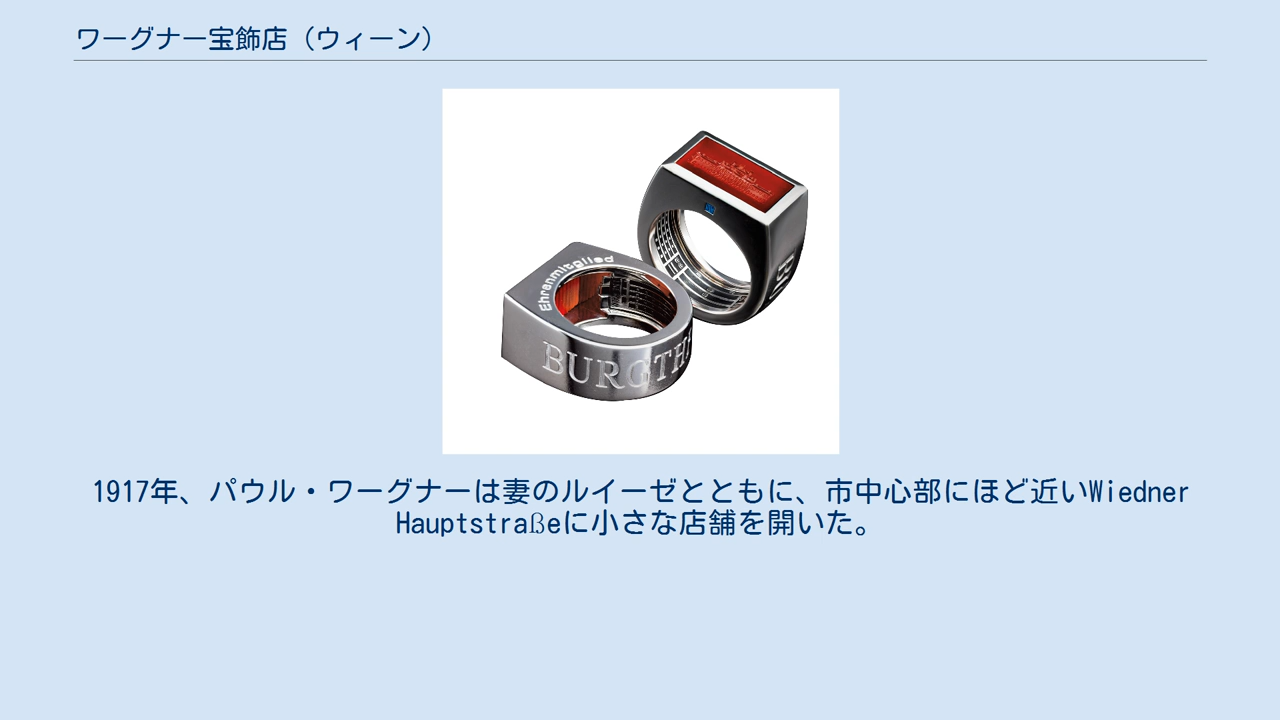 ワーグナー宝飾店（ウィーン）
Ehrenmitglied
BURGTH
1917年、パウル・ワーグナーは妻のルイーゼとともに、市中心部にほど近いWiedner
Hauptstraßeに小さな店舗を開いた。